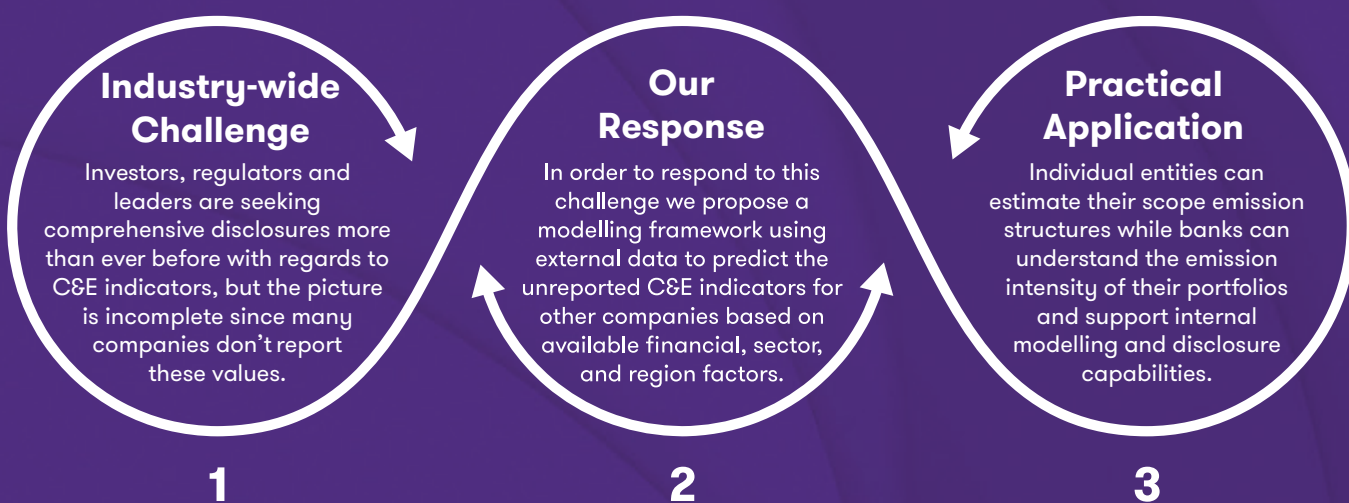 Industry-wide
Challenge
Investors, regulators and
leaders are seeking
comprehensive disclosures more
than ever before with regards to
C&E indicators, but the picture
is incomplete since many
companies don't report
these values.
1
Our
Response
In order to respond to this
challenge we propose a
modelling framework using
external data to predict the
unreported C&E indicators for
other companies based on
available financial, sector,
and region factors.
2
Practical
Application
Individual entities can
estimate their scope emission
structures while banks can
understand the emission
intensity of their portfolios
and support internal
modelling and disclosure
capabilities.
3